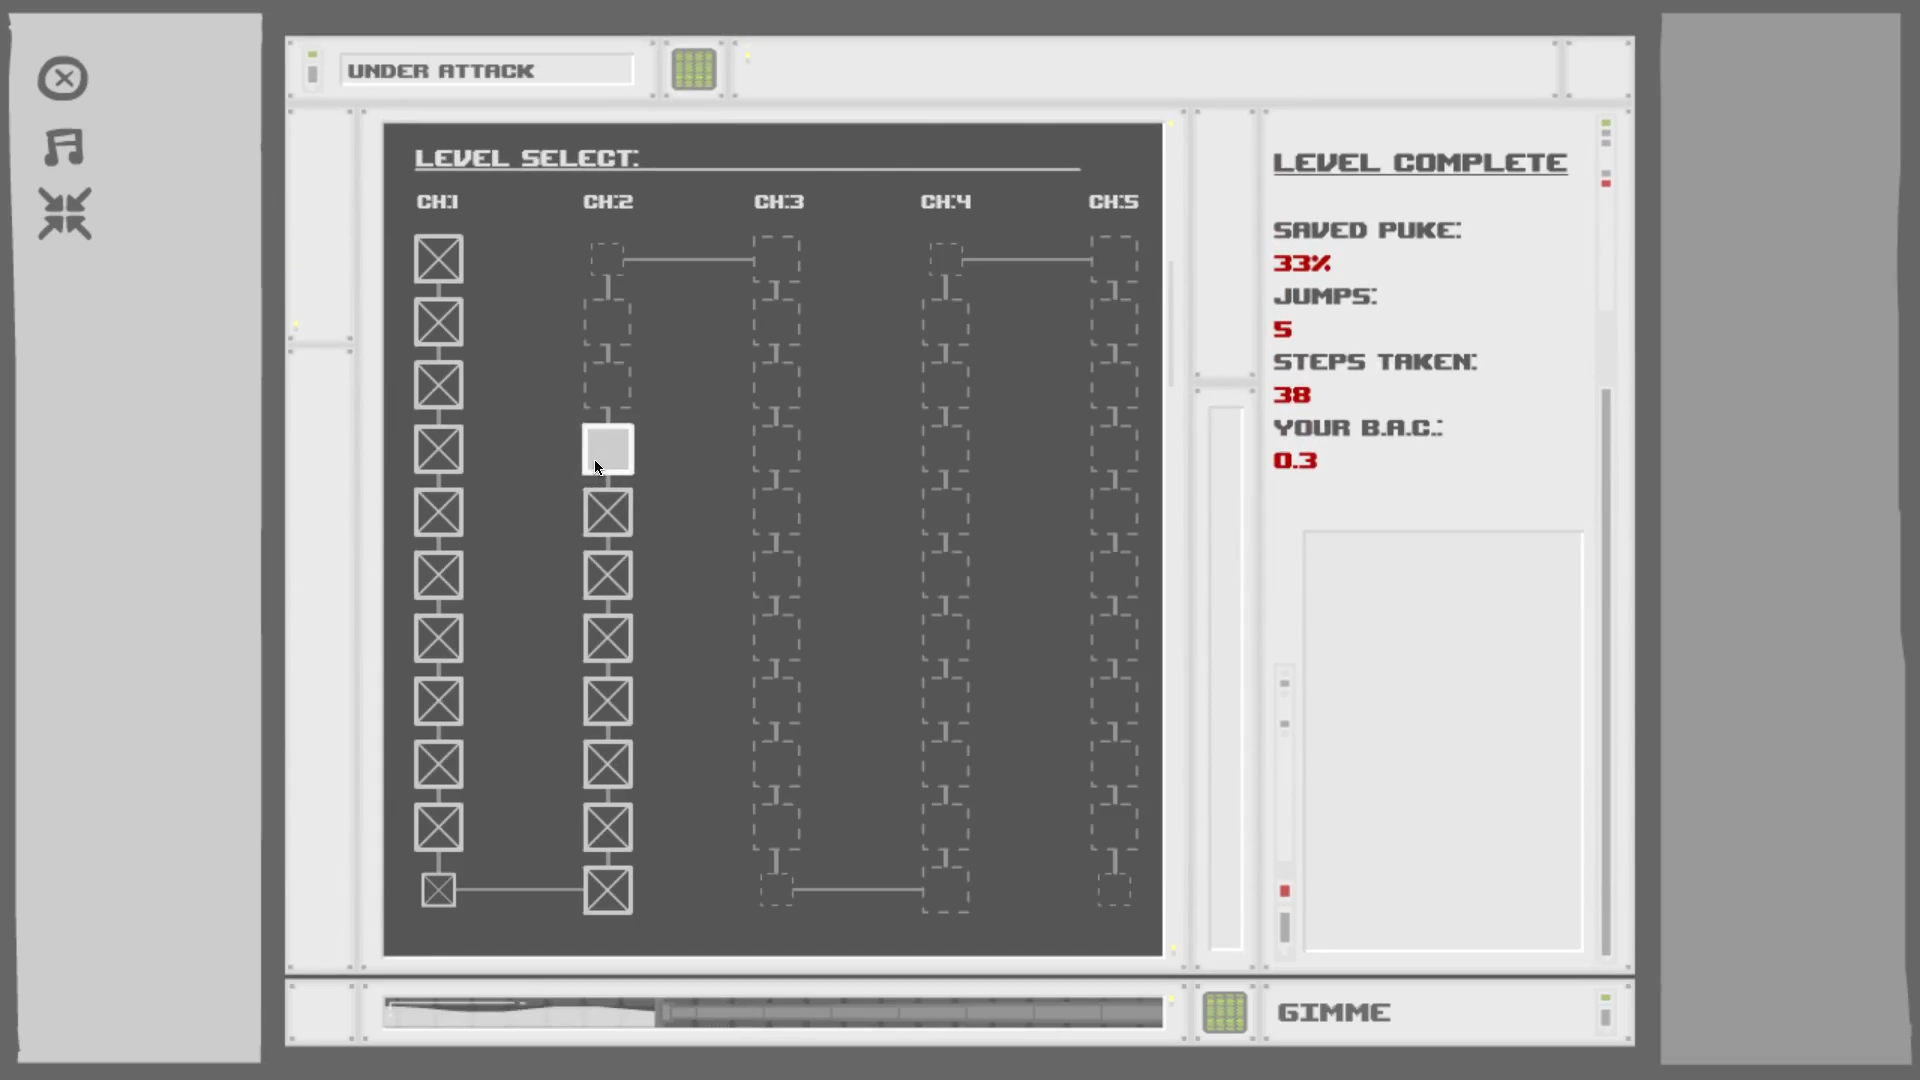 UNDER ATTACK
LEVEL SELECT:
CH:1 CH:2 CH:3 CH:4 CH:5
LEVEL COMPLETE
SAVED PUKE:
33%
JUMPS:
5
STEPS TAKEN:
38
YOUR B.A.C.:
0.3
GIMME